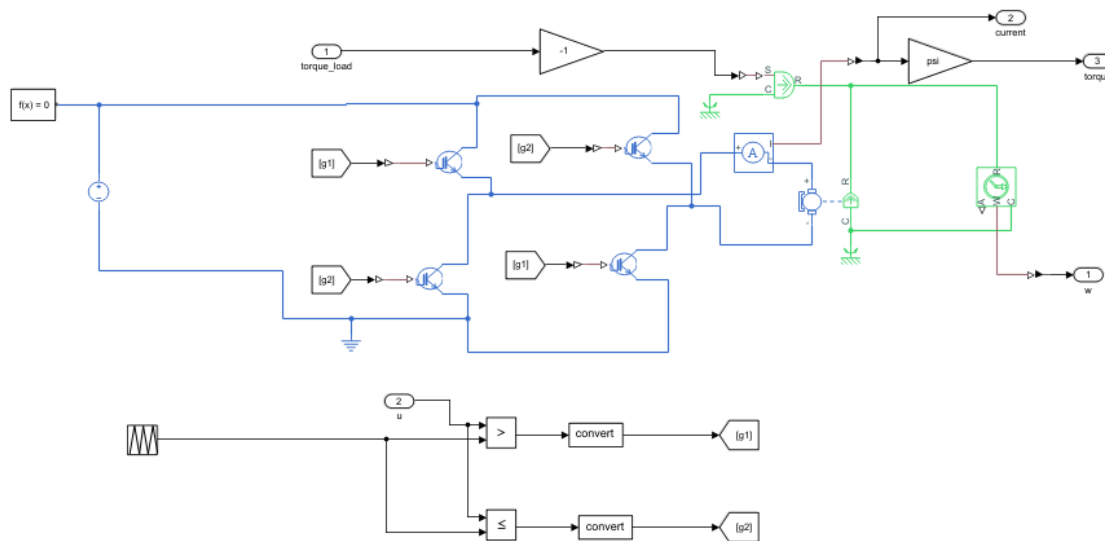 2
current
1
torque_load
-1
psi
3
torqu
S
R
C
f(x) = 0
[g1]
[g2]
+
-
+
A
I
-
+
-
R
C
R
A
W
C
[g2]
[g1]
1
w
2
u
>
convert
[g1]
≤
convert
[g2]